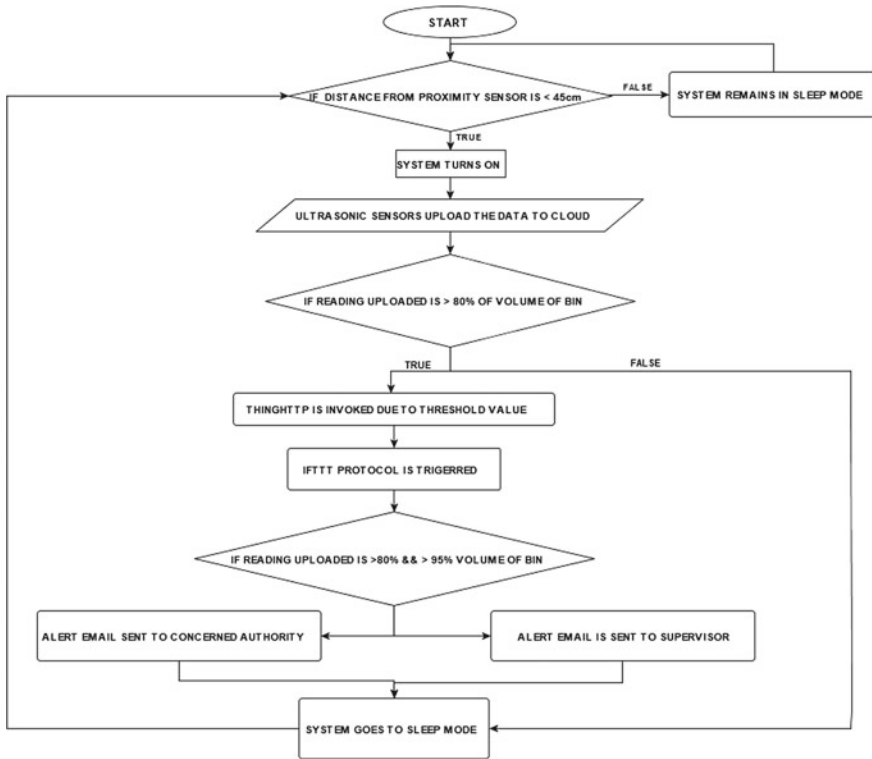 START
IF DISTANCE FROM PROXIMITY SENSOR IS < 45cm
FALSE
SYSTEM REMAINS IN SLEEP MODE
TRUE
SYSTEM TURNS ON
ULTRASONIC SENSORS UPLOAD THE DATA TO CLOUD
IF READING UPLOADED IS > 80% OF VOLUME OF BIN
TRUE
FALSE
THINGHTTP IS INVOKED DUE TO THRESHOLD VALUE
IFTTT PROTOCOL IS TRIGERRED
IF READING UPLOADED IS >80% && > 95% VOLUME OF BIN
ALERT EMAIL SENT TO CONCERNED AUTHORITY
ALERT EMAIL IS SENT TO SUPERVISOR
SYSTEM GOES TO SLEEP MODE